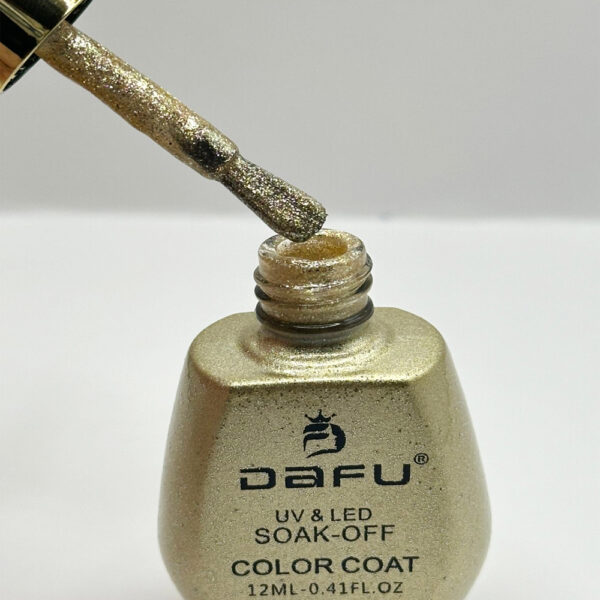 DAFU®
UV & LED
SOAK-OFF
COLOR COAT
12ML-0.41FL.OZ